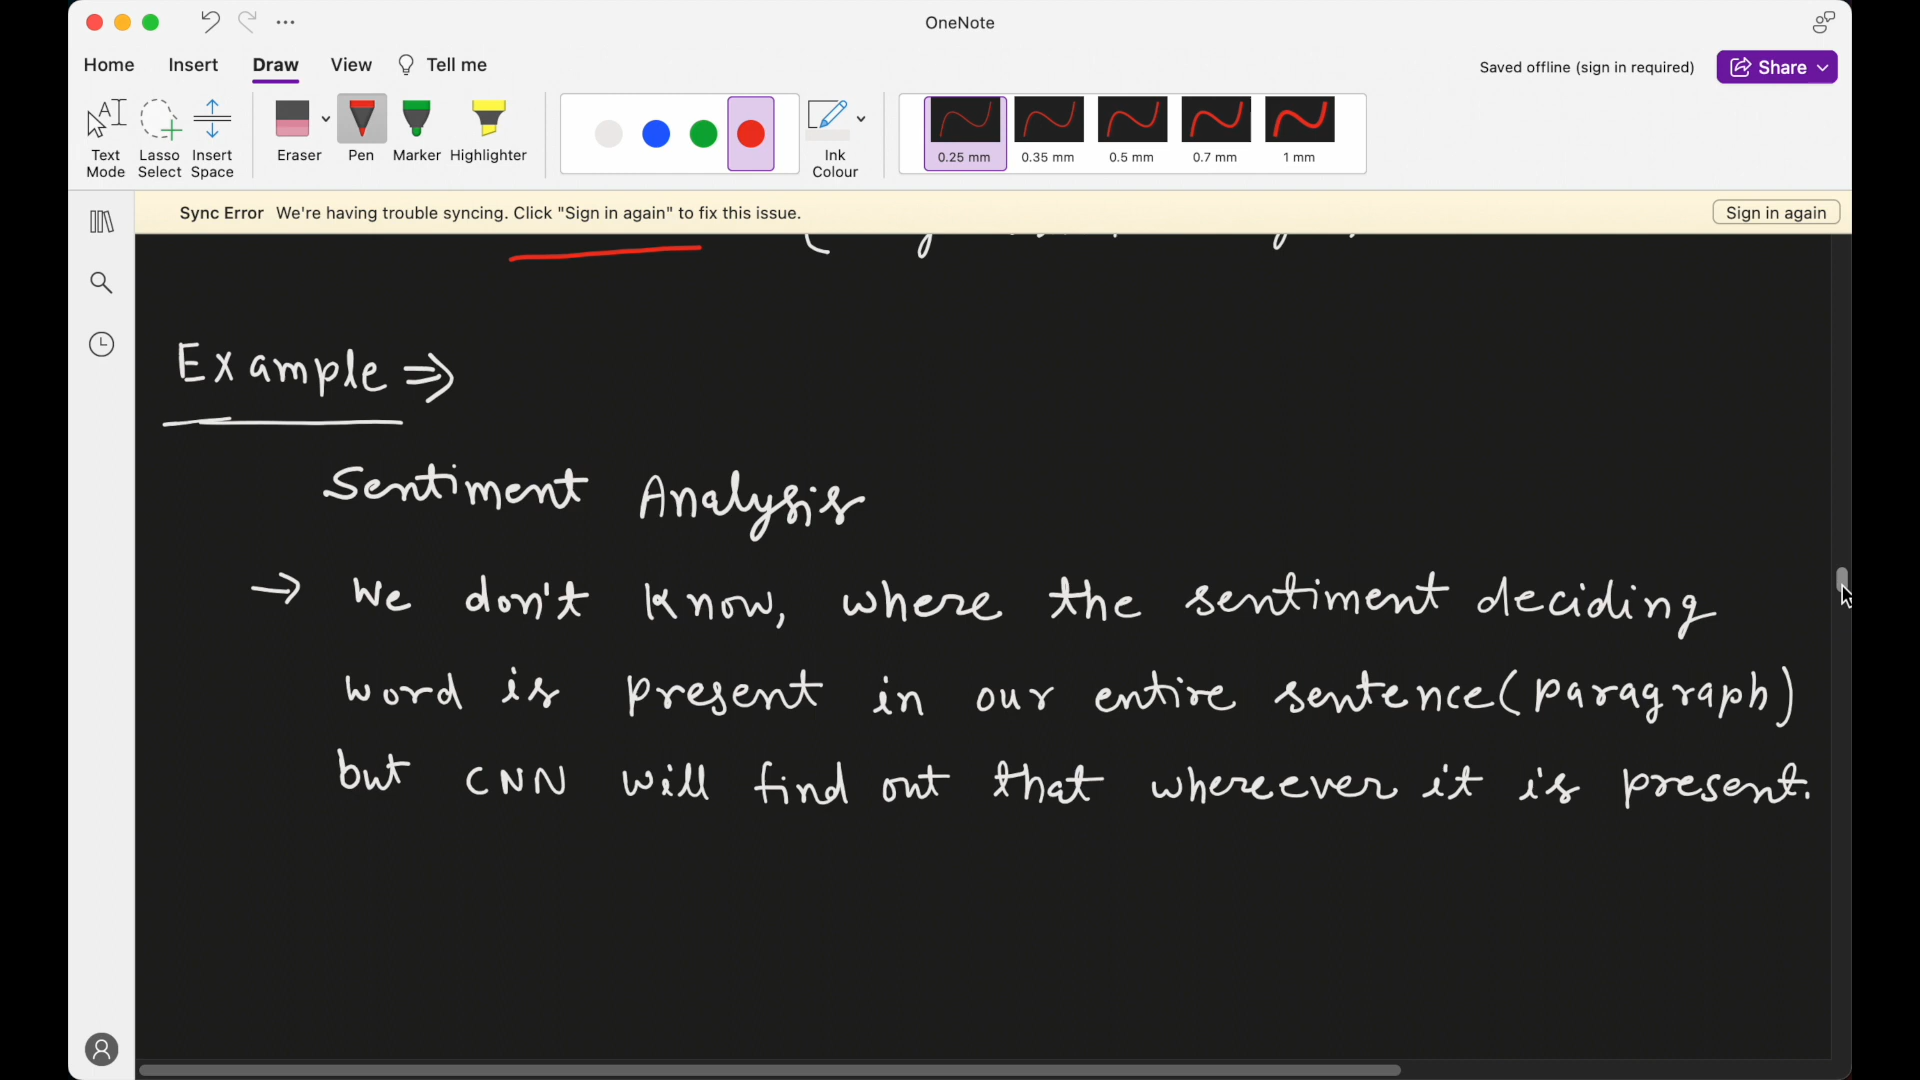 OneNote
Home Insert Draw View Tell me
Saved offline (sign in required) Share
Text Mode
Lasso Select
Insert Space
Eraser
Pen
Marker
Highlighter
Ink Colour
0.25 mm 0.35 mm 0.5 mm 0.7 mm 1 mm
Sync Error We're having trouble syncing. Click "Sign in again" to fix this issue. Sign in again
Example ⇒
Sentiment Analysis
→ We don't know, where the sentiment deciding
word is present in our entire sentence (paragraph)
but CNN will find out that whereever it is present.